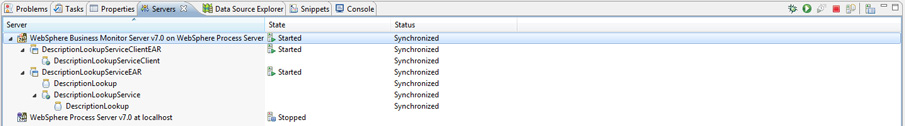 Problems Tasks Properties Servers Data Source Explorer Snippets Console
Server State Status
WebSphere Business Monitor Server v7.0 on WebSphere Process Server Started Synchronized
DescriptionLookupServiceClientEAR Started Synchronized
DescriptionLookupServiceClient Synchronized
DescriptionLookupServiceEAR Started Synchronized
DescriptionLookup Synchronized
DescriptionLookupService Synchronized
DescriptionLookup Synchronized
WebSphere Process Server v7.0 at localhost Stopped